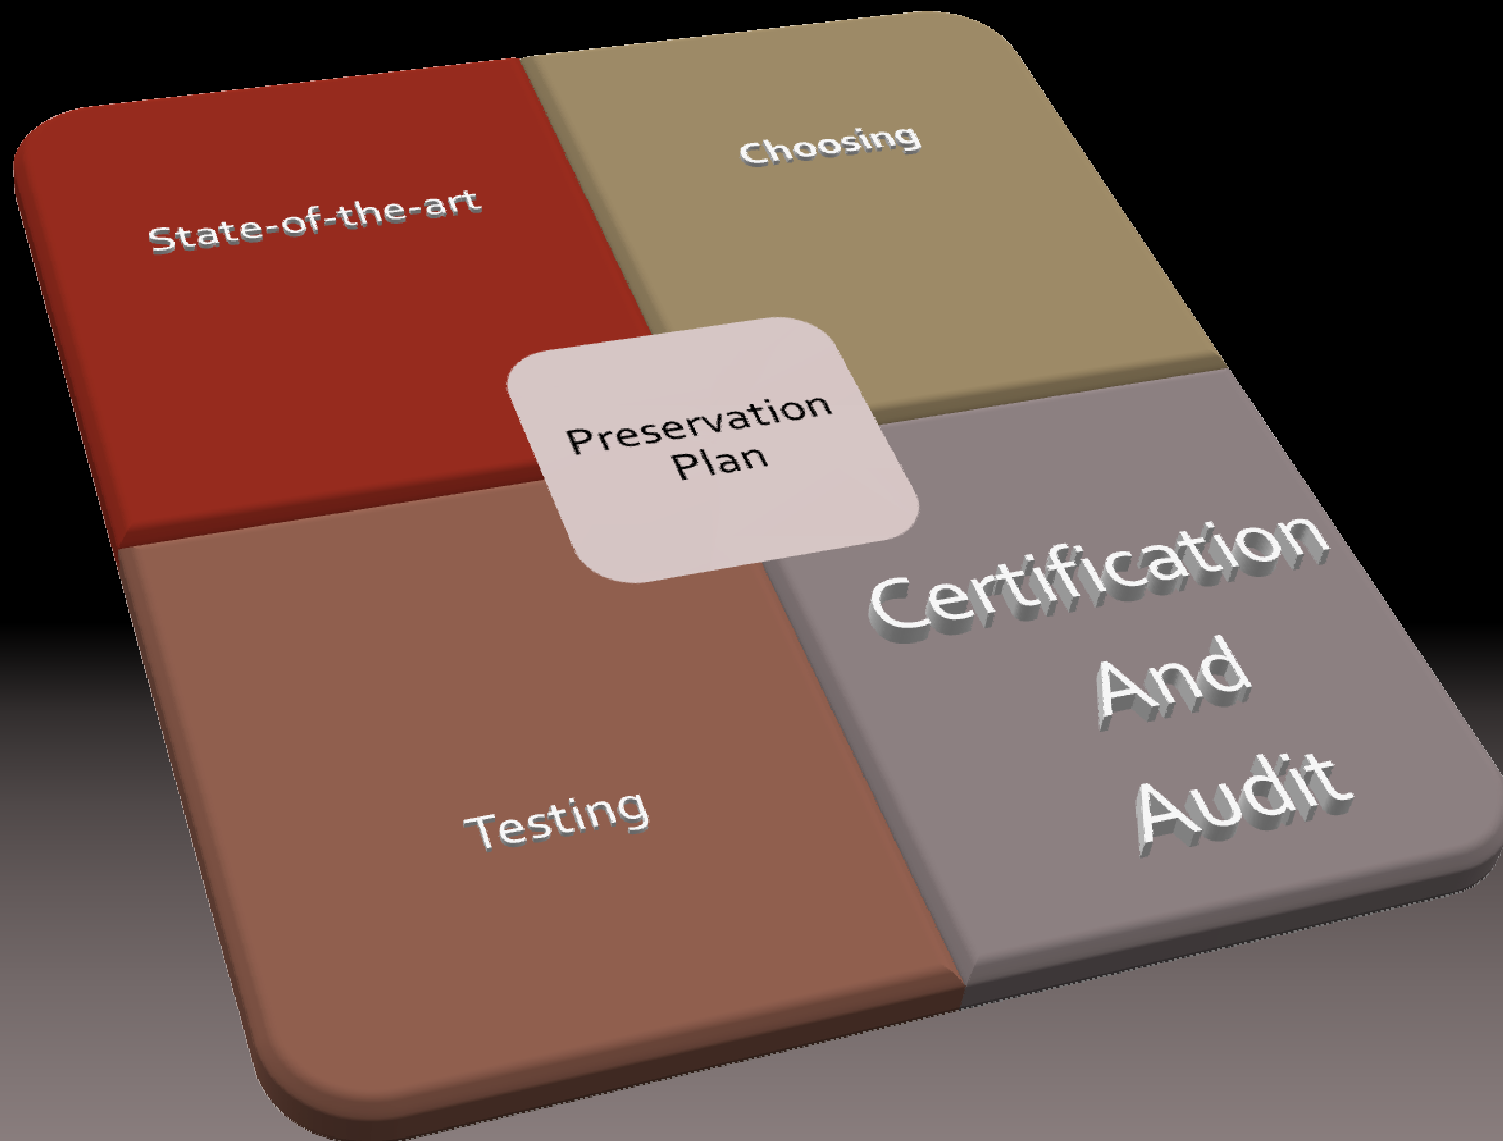 State-of-the-art
Choosing
Preservation
Plan
Testing
Certification
And
Audit